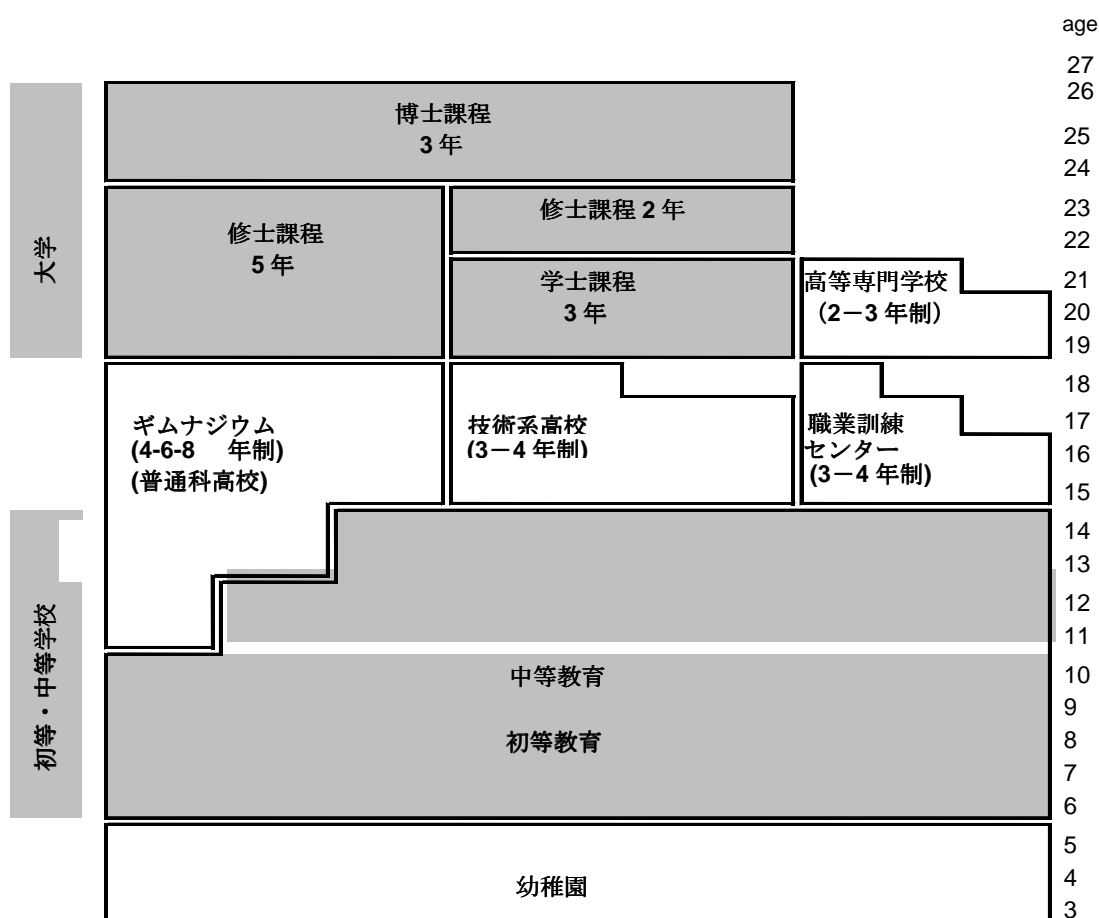 age
27
26
博士課程
3 年
25
24
修士課程 2 年
23
修士課程
5 年
22
大学
学士課程
3 年
高等専門学校
(2－3 年制)
21
20
19
18
ギムナジウム
(4-6-8 年制)
(普通科高校)
技術系高校
(3－4 年制)
職業訓練
センター
(3－4 年制)
17
16
15
14
13
12
11
初等・中等学校
中等教育
10
9
初等教育
8
7
6
5
幼稚園
4
3